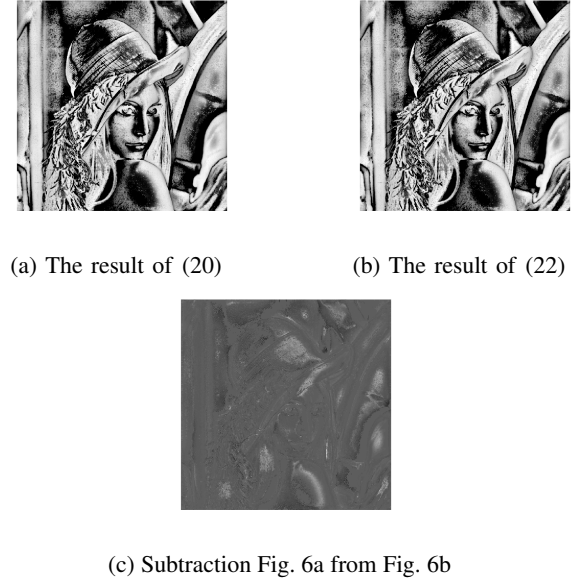 (a) The result of (20)
(b) The result of (22)
(c) Subtraction Fig. 6a from Fig. 6b